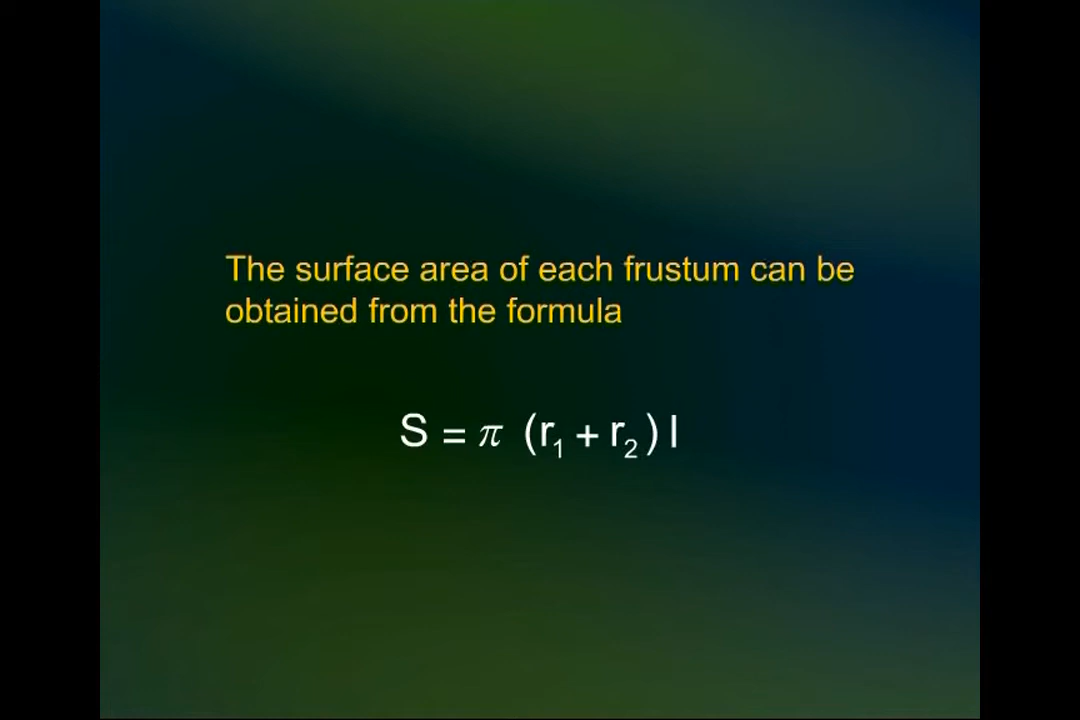 The surface area of each frustum can be
obtained from the formula
S = π (r₁ + r₂) l